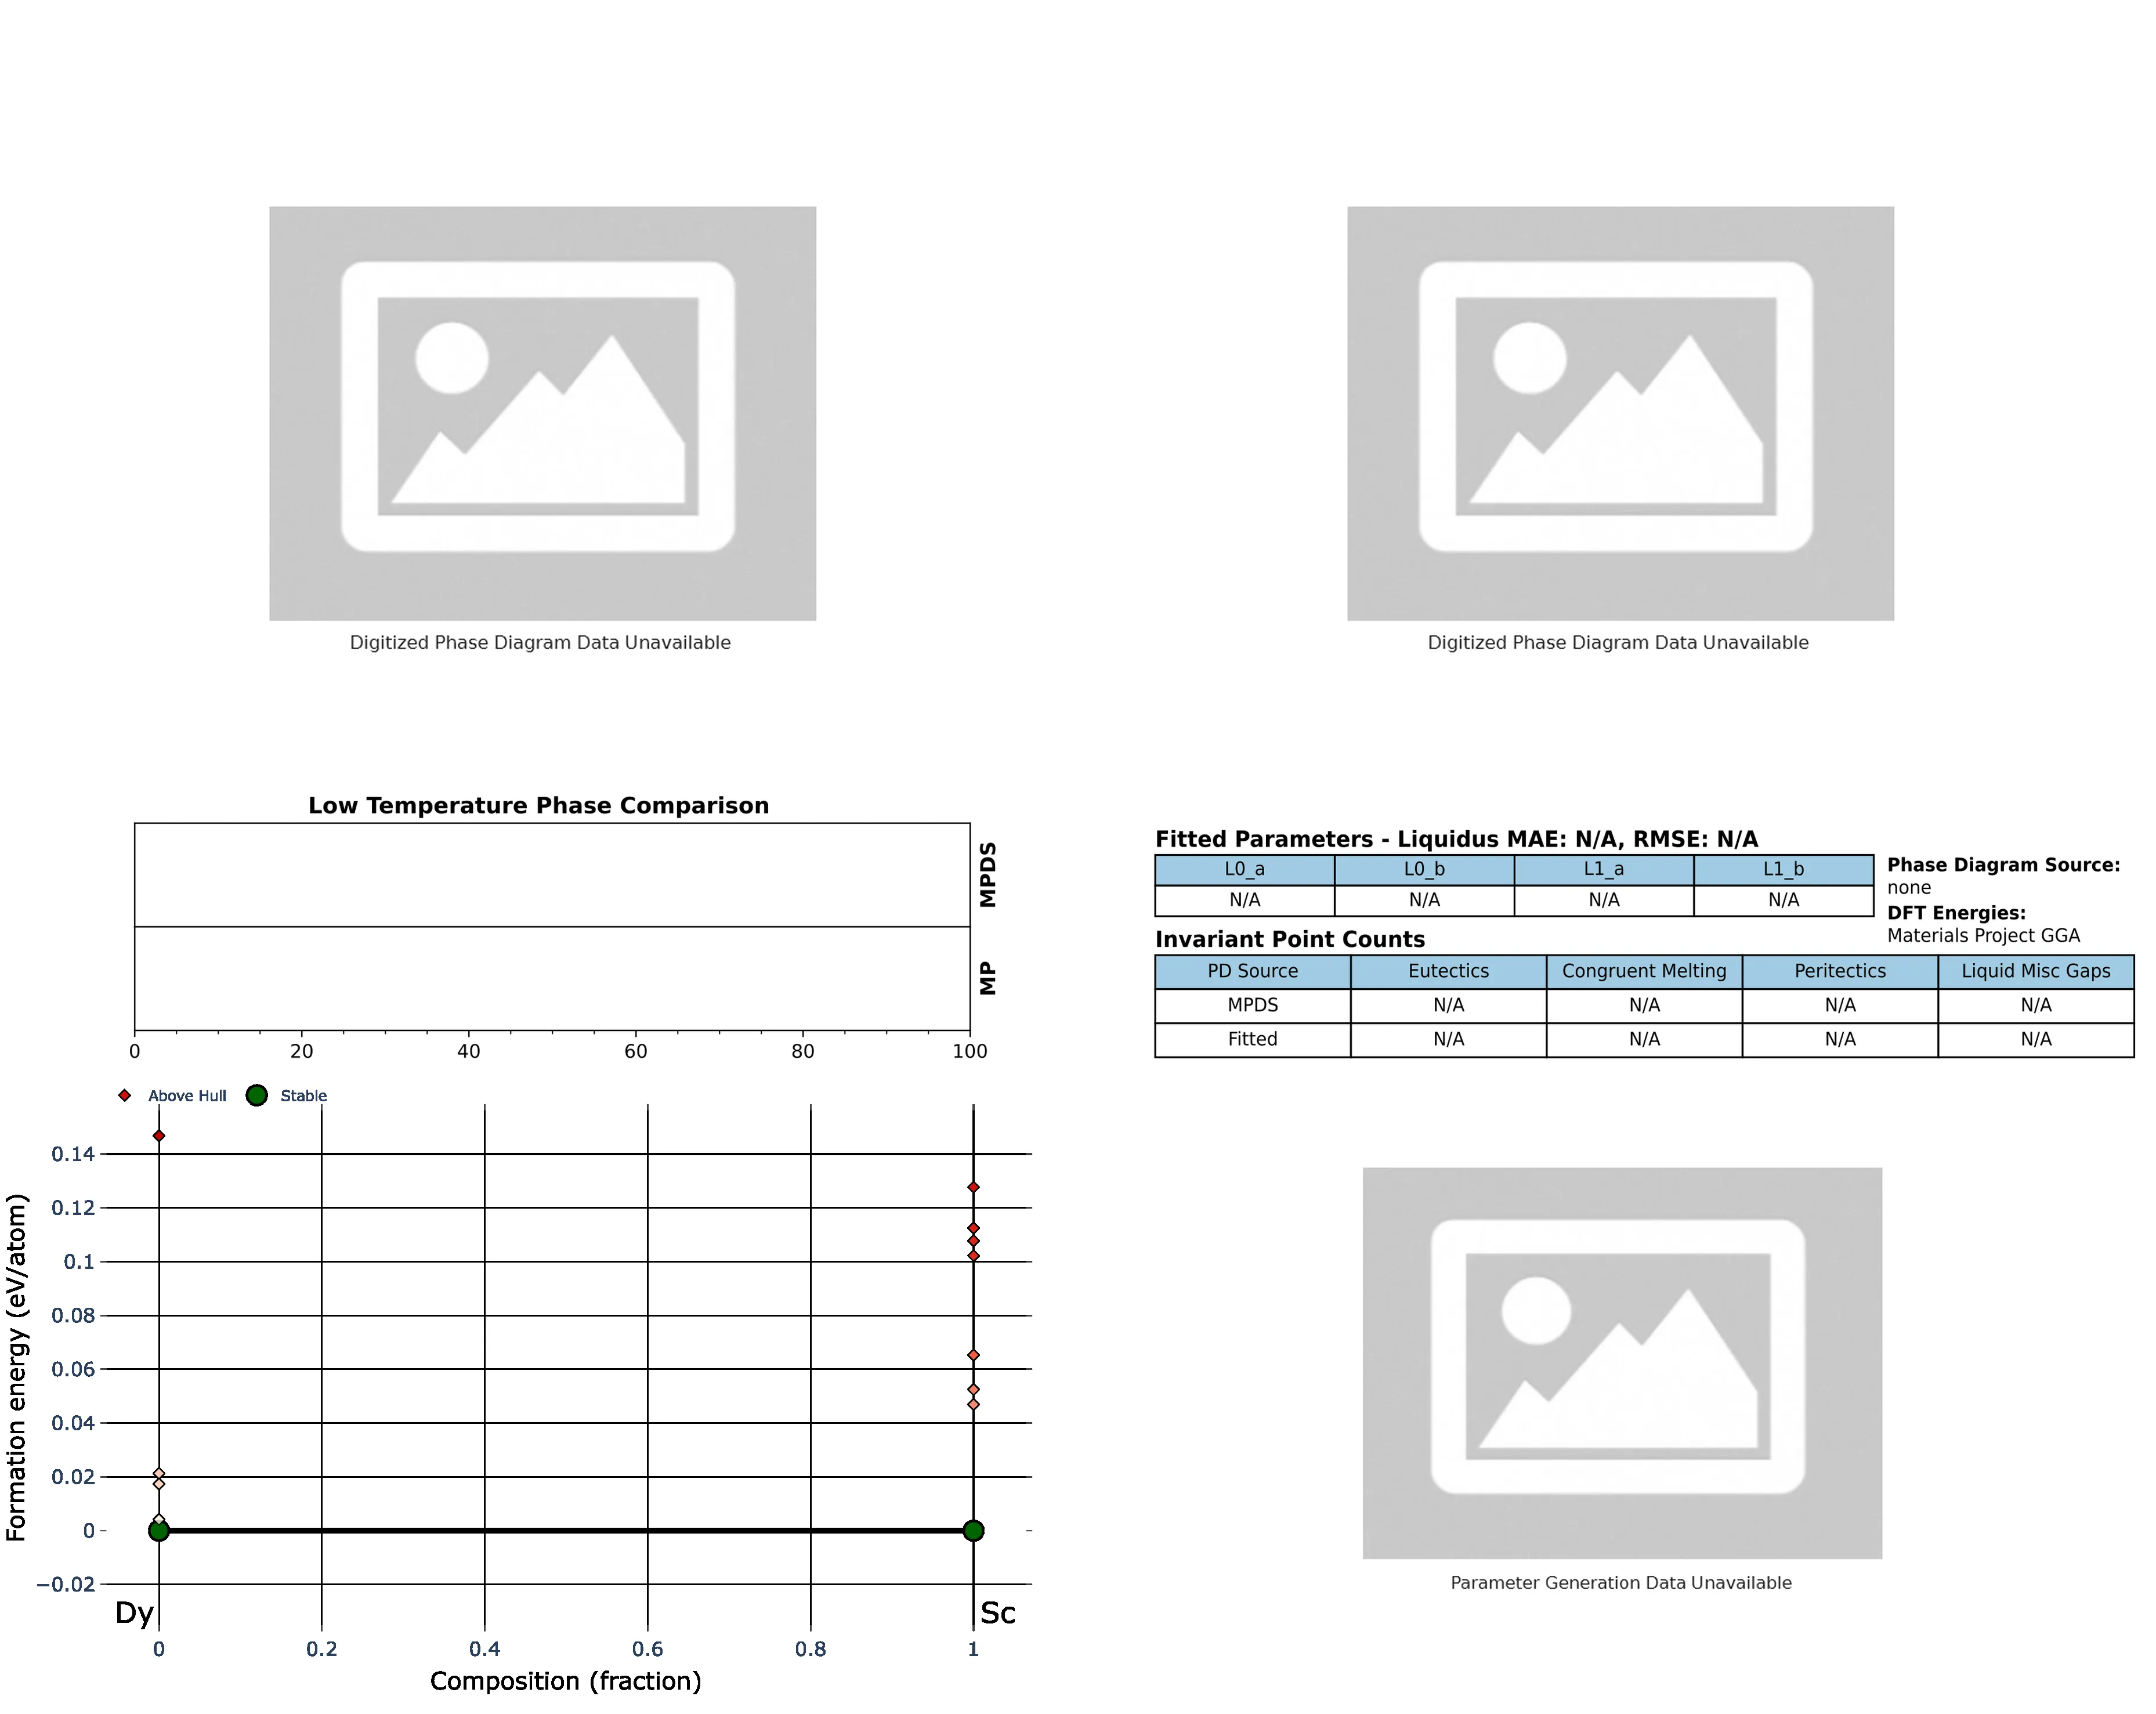 Digitized Phase Diagram Data Unavailable
Digitized Phase Diagram Data Unavailable
Low Temperature Phase Comparison
MPDS
MP
0 20 40 60 80 100
Fitted Parameters - Liquidus MAE: N/A, RMSE: N/A
L0_a L0_b L1_a L1_b
N/A N/A N/A N/A
Phase Diagram Source:
none
DFT Energies:
Materials Project GGA
Invariant Point Counts
PD Source Eutectics Congruent Melting Peritectics Liquid Misc Gaps
MPDS N/A N/A N/A N/A
Fitted N/A N/A N/A N/A
Above Hull Stable
Formation energy (eV/atom)
0.14
0.12
0.1
0.08
0.06
0.04
0.02
0
−0.02
Dy Sc
0 0.2 0.4 0.6 0.8 1
Composition (fraction)
Parameter Generation Data Unavailable